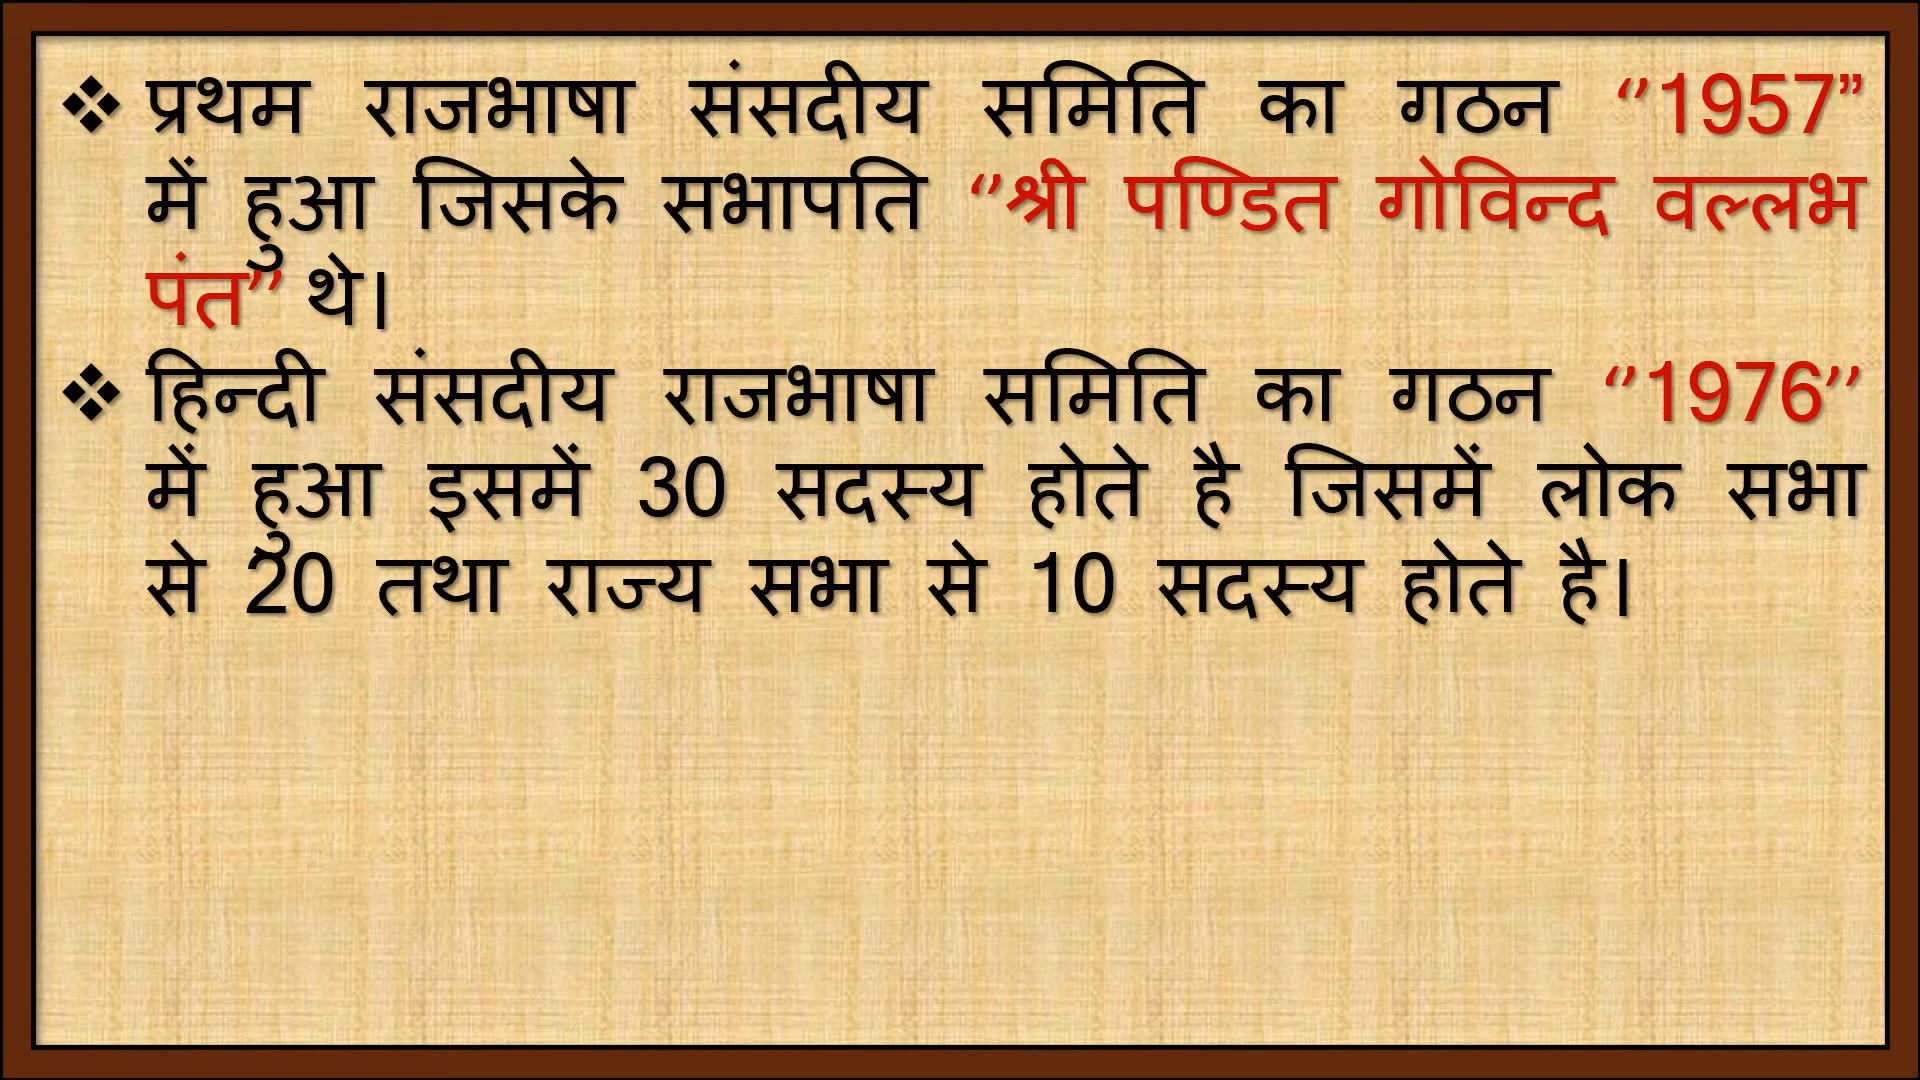 ❖ प्रथम राजभाषा संसदीय समिति का गठन ‘‘1957”
में हुआ जिसके सभापति ‘‘श्री पण्डित गोविन्द वल्लभ
पंत’’ थे।
❖ हिन्दी संसदीय राजभाषा समिति का गठन ‘‘1976’’
में हुआ इसमें 30 सदस्य होते है जिसमें लोक सभा
से 20 तथा राज्य सभा से 10 सदस्य होते है।